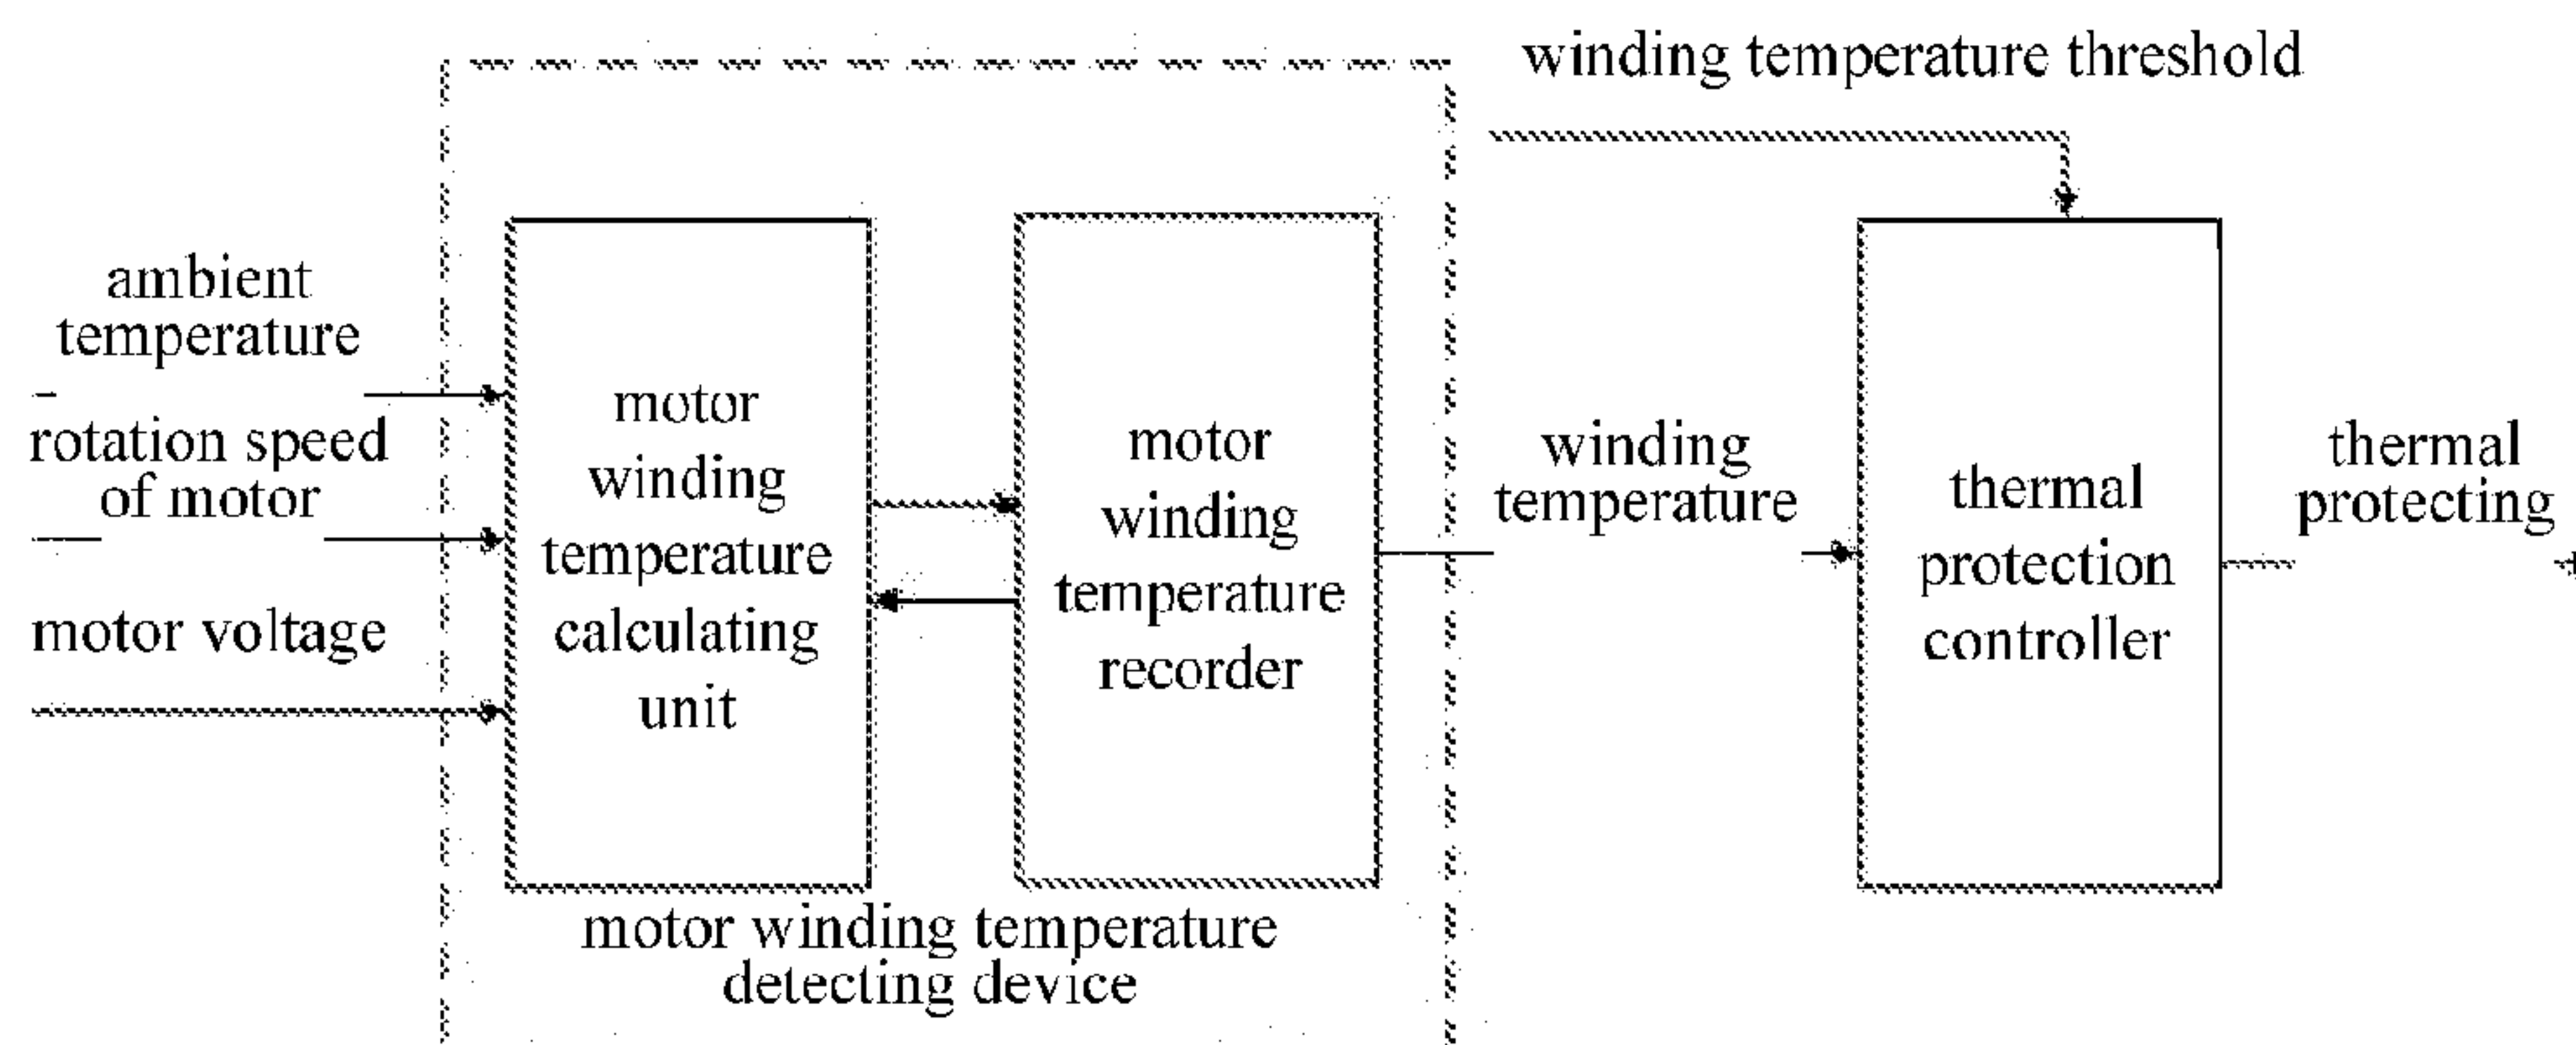 winding temperature threshold
ambient
temperature
rotation speed
of motor
motor voltage
motor
winding
temperature
calculating
unit
motor
winding
temperature
recorder
motor winding temperature
detecting device
winding
temperature
thermal
protection
controller
thermal
protecting